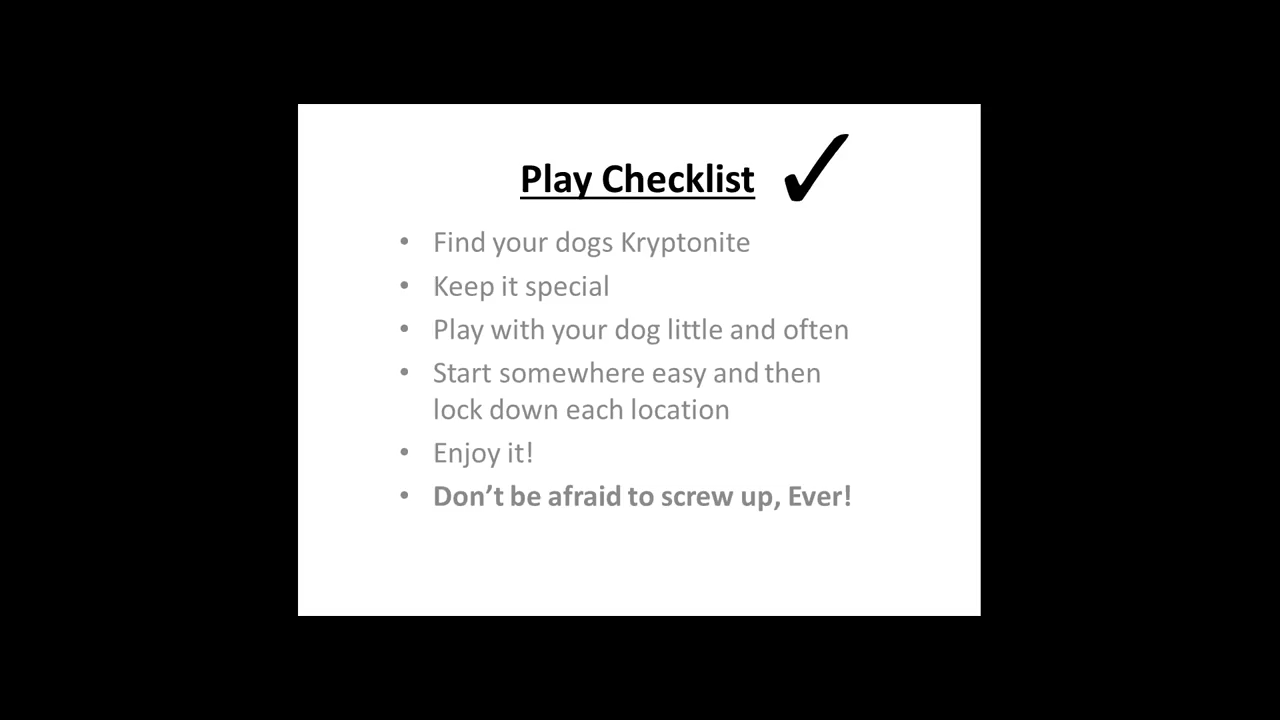 Play Checklist ✓
• Find your dogs Kryptonite
• Keep it special
• Play with your dog little and often
• Start somewhere easy and then
lock down each location
• Enjoy it!
• Don’t be afraid to screw up, Ever!